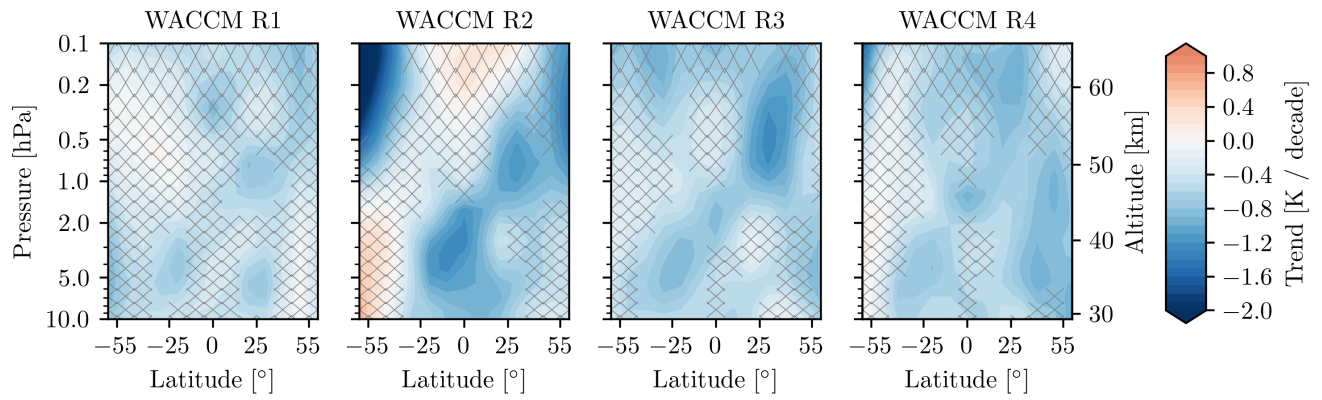 WACCM R1 WACCM R2 WACCM R3 WACCM R4
Pressure [hPa]
0.1
0.2
0.5
1.0
2.0
5.0
10.0
−55 −25 0 25 55
−55 −25 0 25 55
−55 −25 0 25 55
−55 −25 0 25 55
Latitude [°] Latitude [°] Latitude [°] Latitude [°]
60
50
40
30
Altitude [km]
0.8
0.4
0.0
−0.4
−0.8
−1.2
−1.6
−2.0
Trend [K / decade]